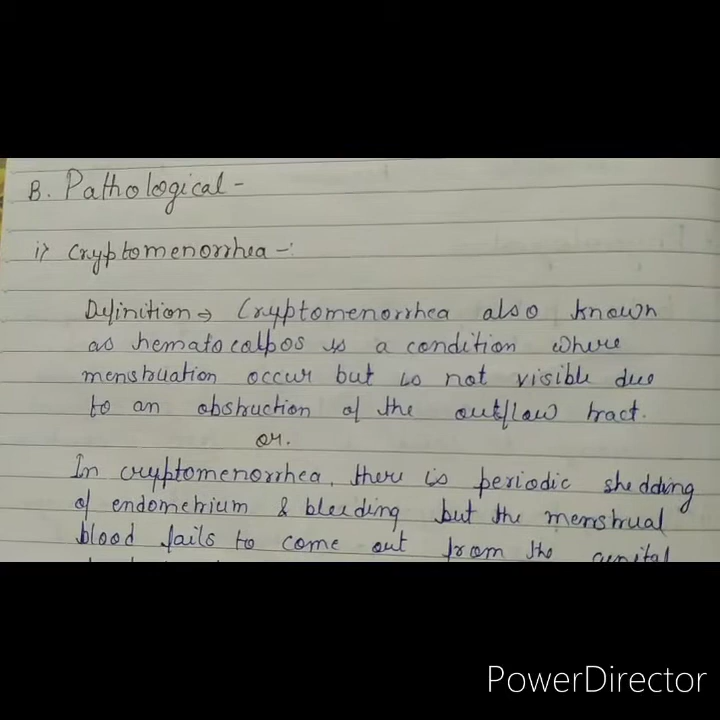 B. Pathological -
i) Cryptomenorrhea -:
Definition → Cryptomenorrhea also known
as hematocalpos is a condition where
menstruation occur but is not visible due
to an obstruction of the outflow tract.
or.
In cryptomenorrhea, there is periodic shedding
of endometrium & bleeding but the menstrual
blood fails to come out from the genital
PowerDirector